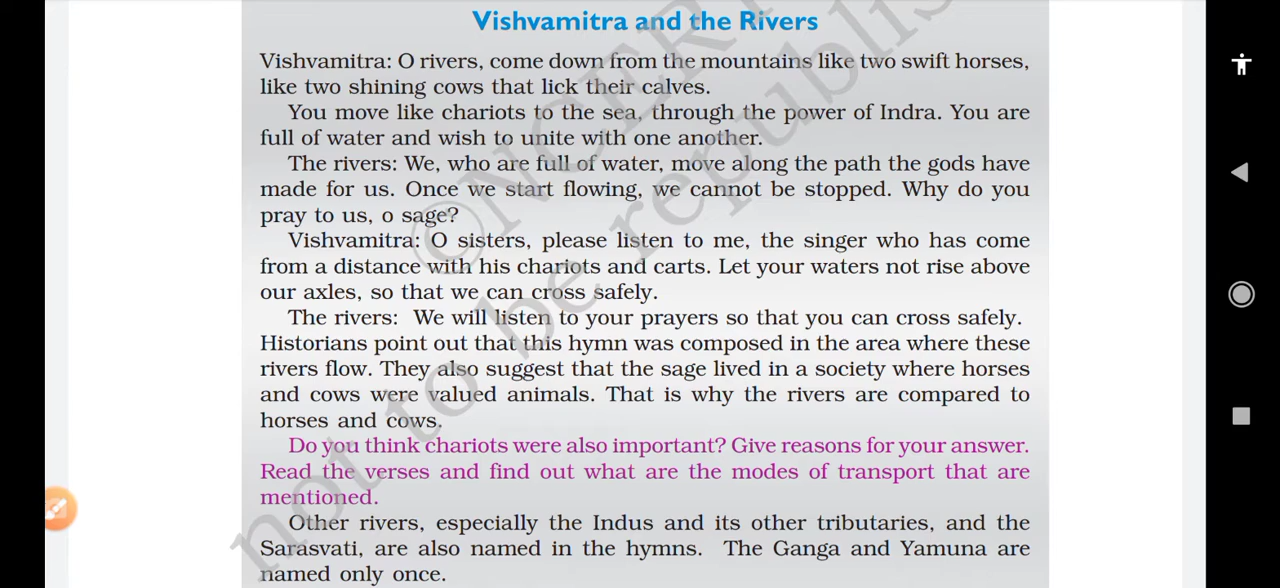 Vishvamitra and the Rivers
Vishvamitra: O rivers, come down from the mountains like two swift horses,
like two shining cows that lick their calves.
You move like chariots to the sea, through the power of Indra. You are
full of water and wish to unite with one another.
The rivers: We, who are full of water, move along the path the gods have
made for us. Once we start flowing, we cannot be stopped. Why do you
pray to us, o sage?
Vishvamitra: O sisters, please listen to me, the singer who has come
from a distance with his chariots and carts. Let your waters not rise above
our axles, so that we can cross safely.
The rivers: We will listen to your prayers so that you can cross safely.
Historians point out that this hymn was composed in the area where these
rivers flow. They also suggest that the sage lived in a society where horses
and cows were valued animals. That is why the rivers are compared to
horses and cows.
Do you think chariots were also important? Give reasons for your answer.
Read the verses and find out what are the modes of transport that are
mentioned.
Other rivers, especially the Indus and its other tributaries, and the
Sarasvati, are also named in the hymns. The Ganga and Yamuna are
named only once.
©NCERT
not to be republis